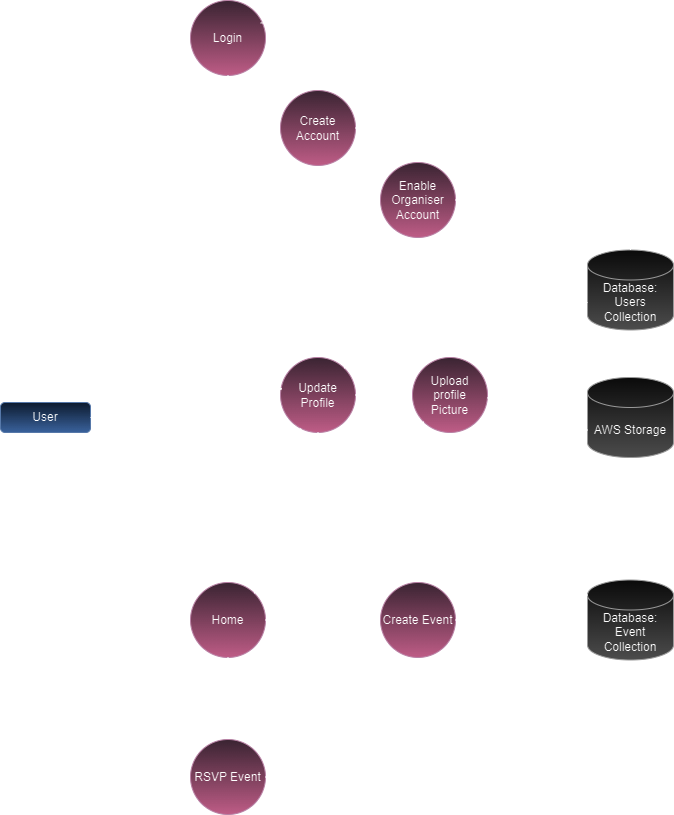 Login
Create
Account
Enable
Organiser
Account
Database:
Users
Collection
Update
Profile
Upload
profile
Picture
User
AWS Storage
Home
Create Event
Database:
Event
Collection
RSVP Event